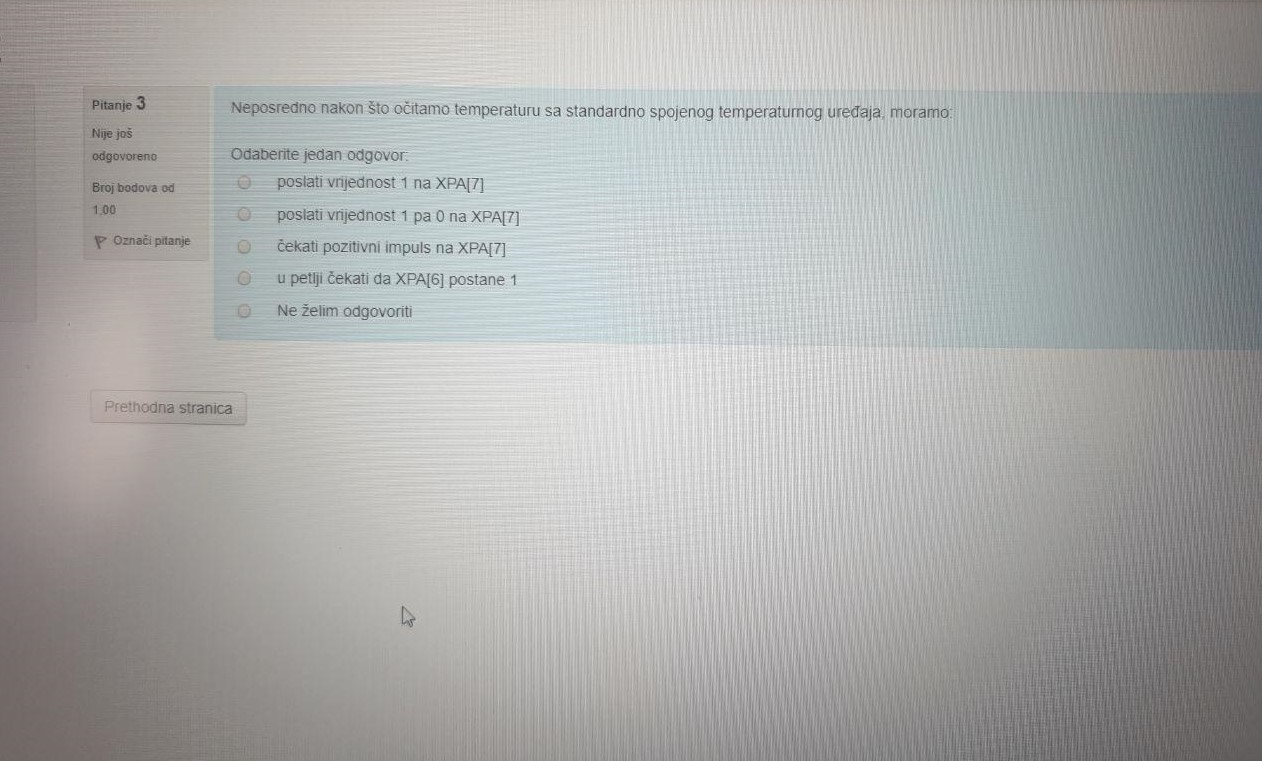 Pitanje 3
Nije još
odgovoreno
Broj bodova od
1,00
Označi pitanje
Neposredno nakon što očitamo temperaturu sa standardno spojenog temperaturnog uređaja, moramo:
Odaberite jedan odgovor:
poslati vrijednost 1 na XPA[7]
poslati vrijednost 1 pa 0 na XPA[7]
čekati pozitivni impuls na XPA[7]
u petlji čekati da XPA[6] postane 1
Ne želim odgovoriti
Prethodna stranica